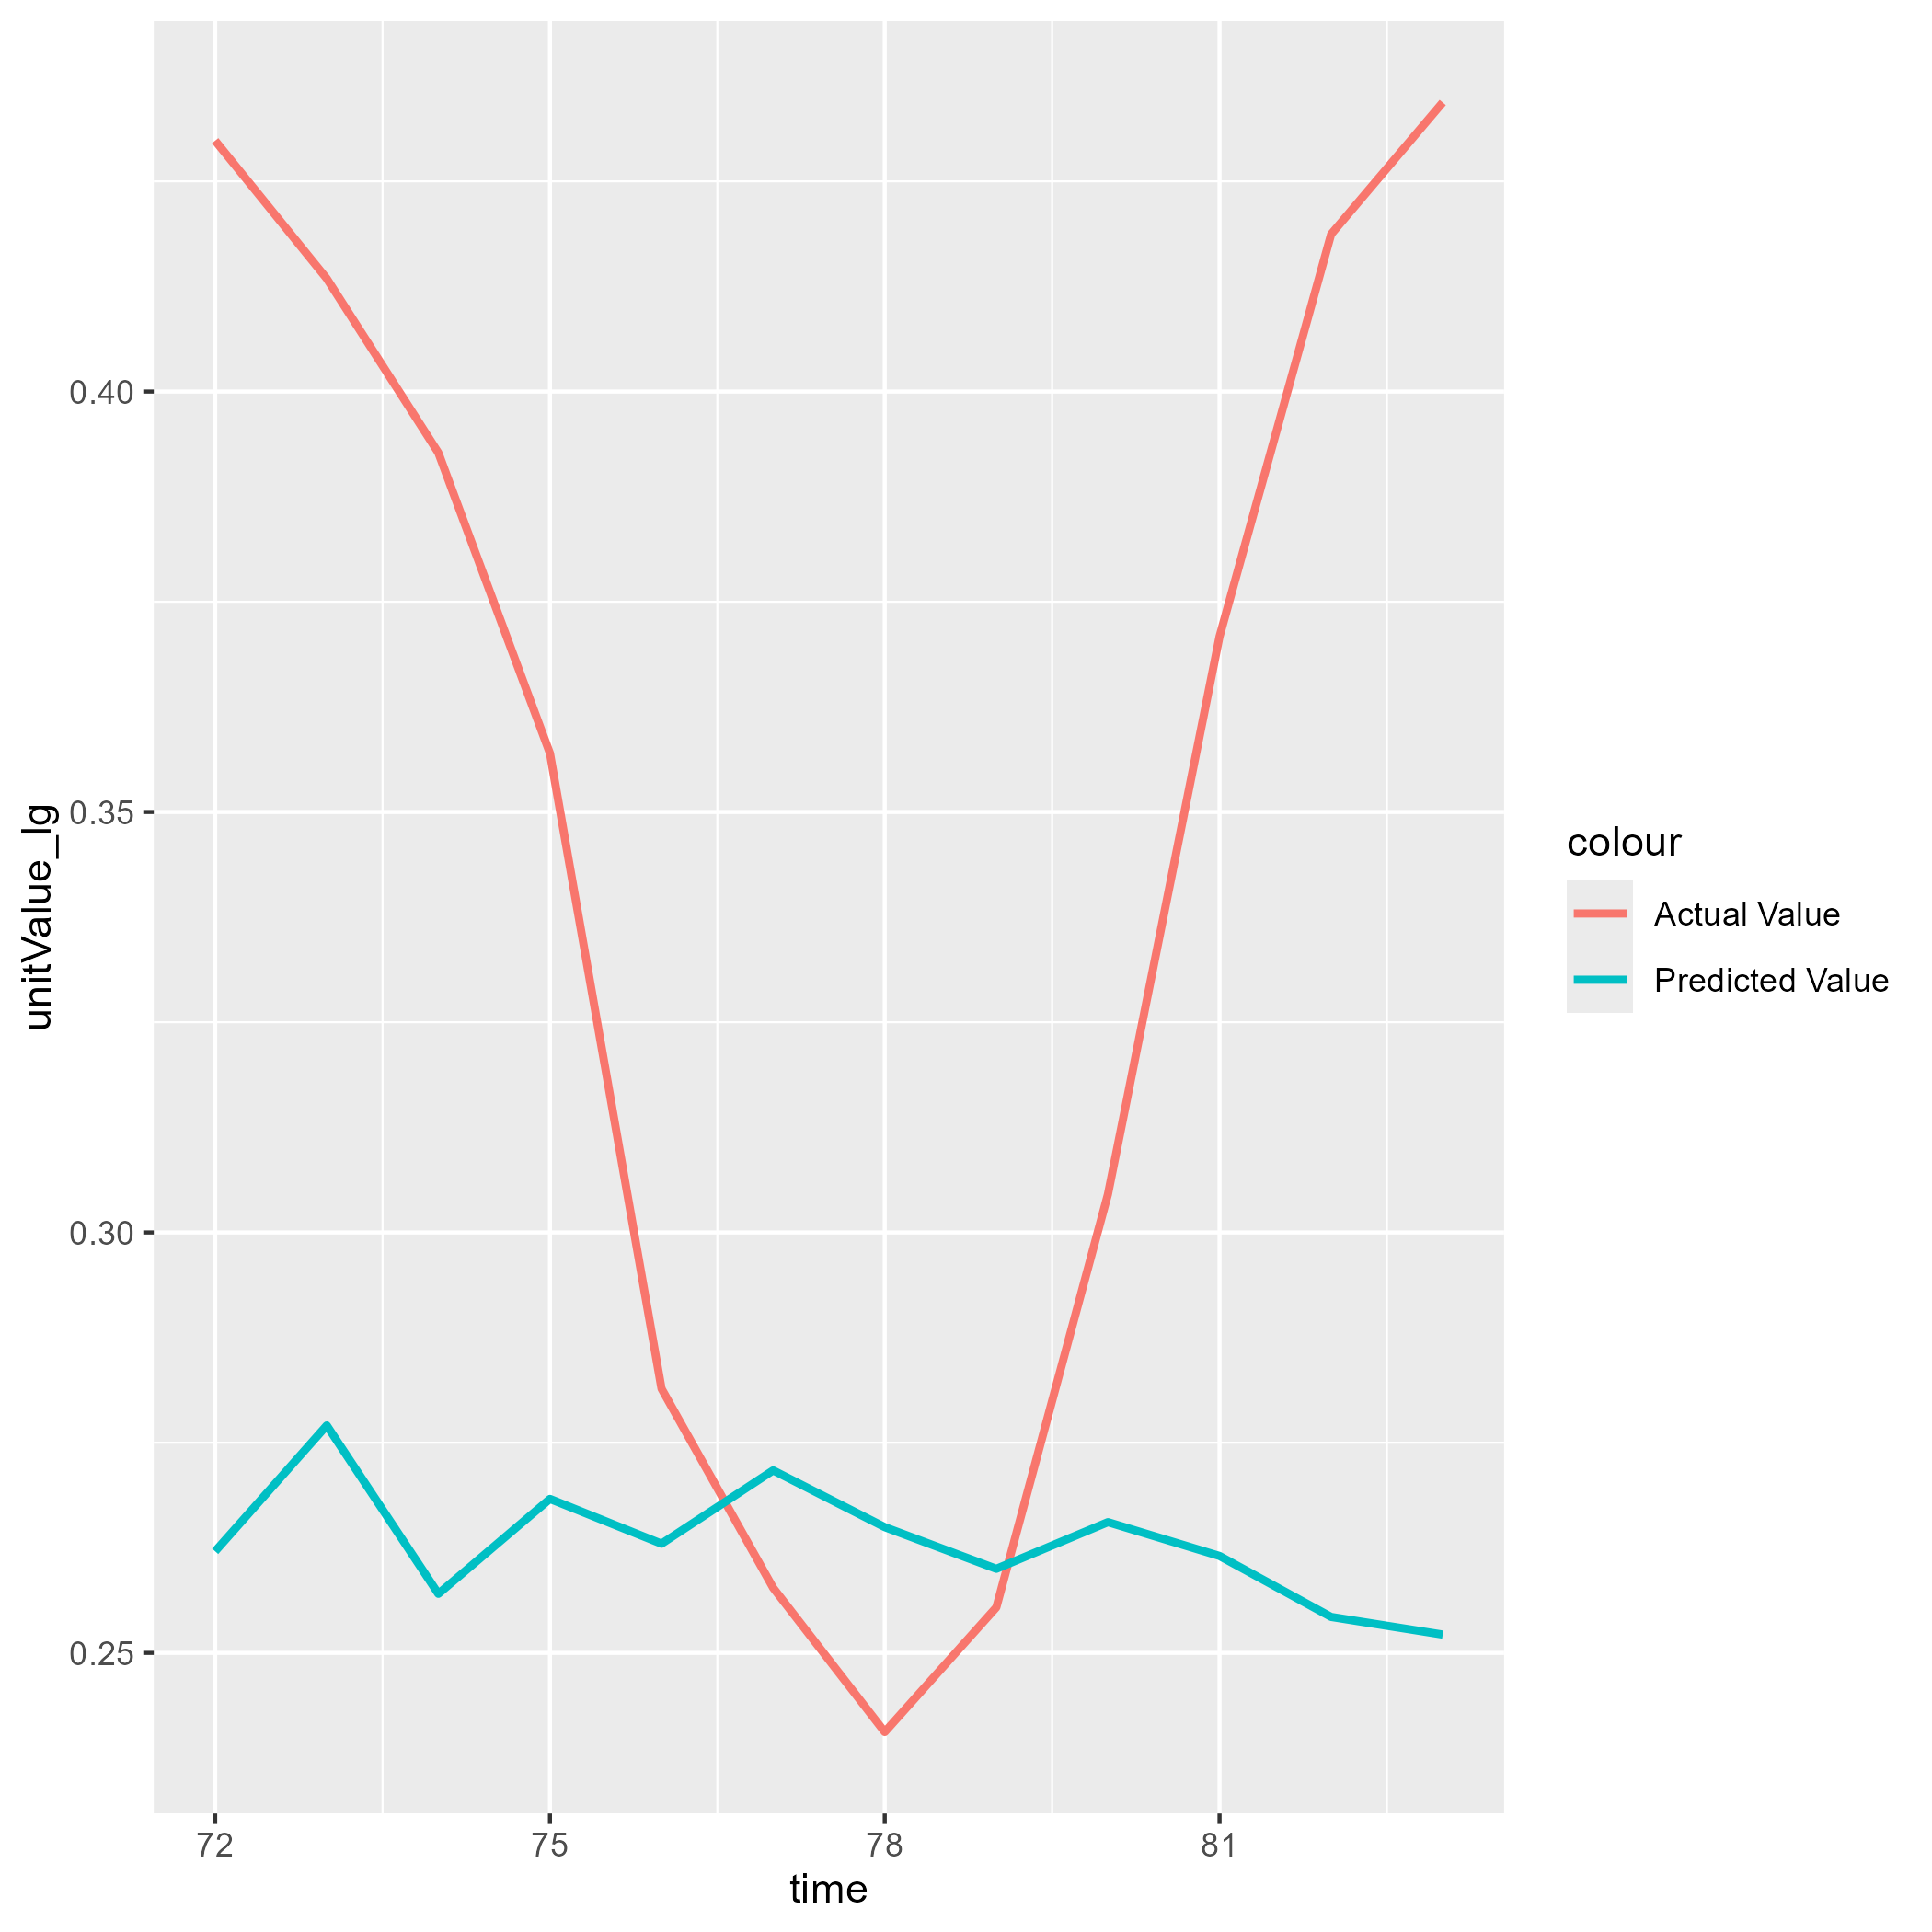 unitValue_lg
0.40
0.35
0.30
0.25
72 75 78 81
time
colour
Actual Value
Predicted Value